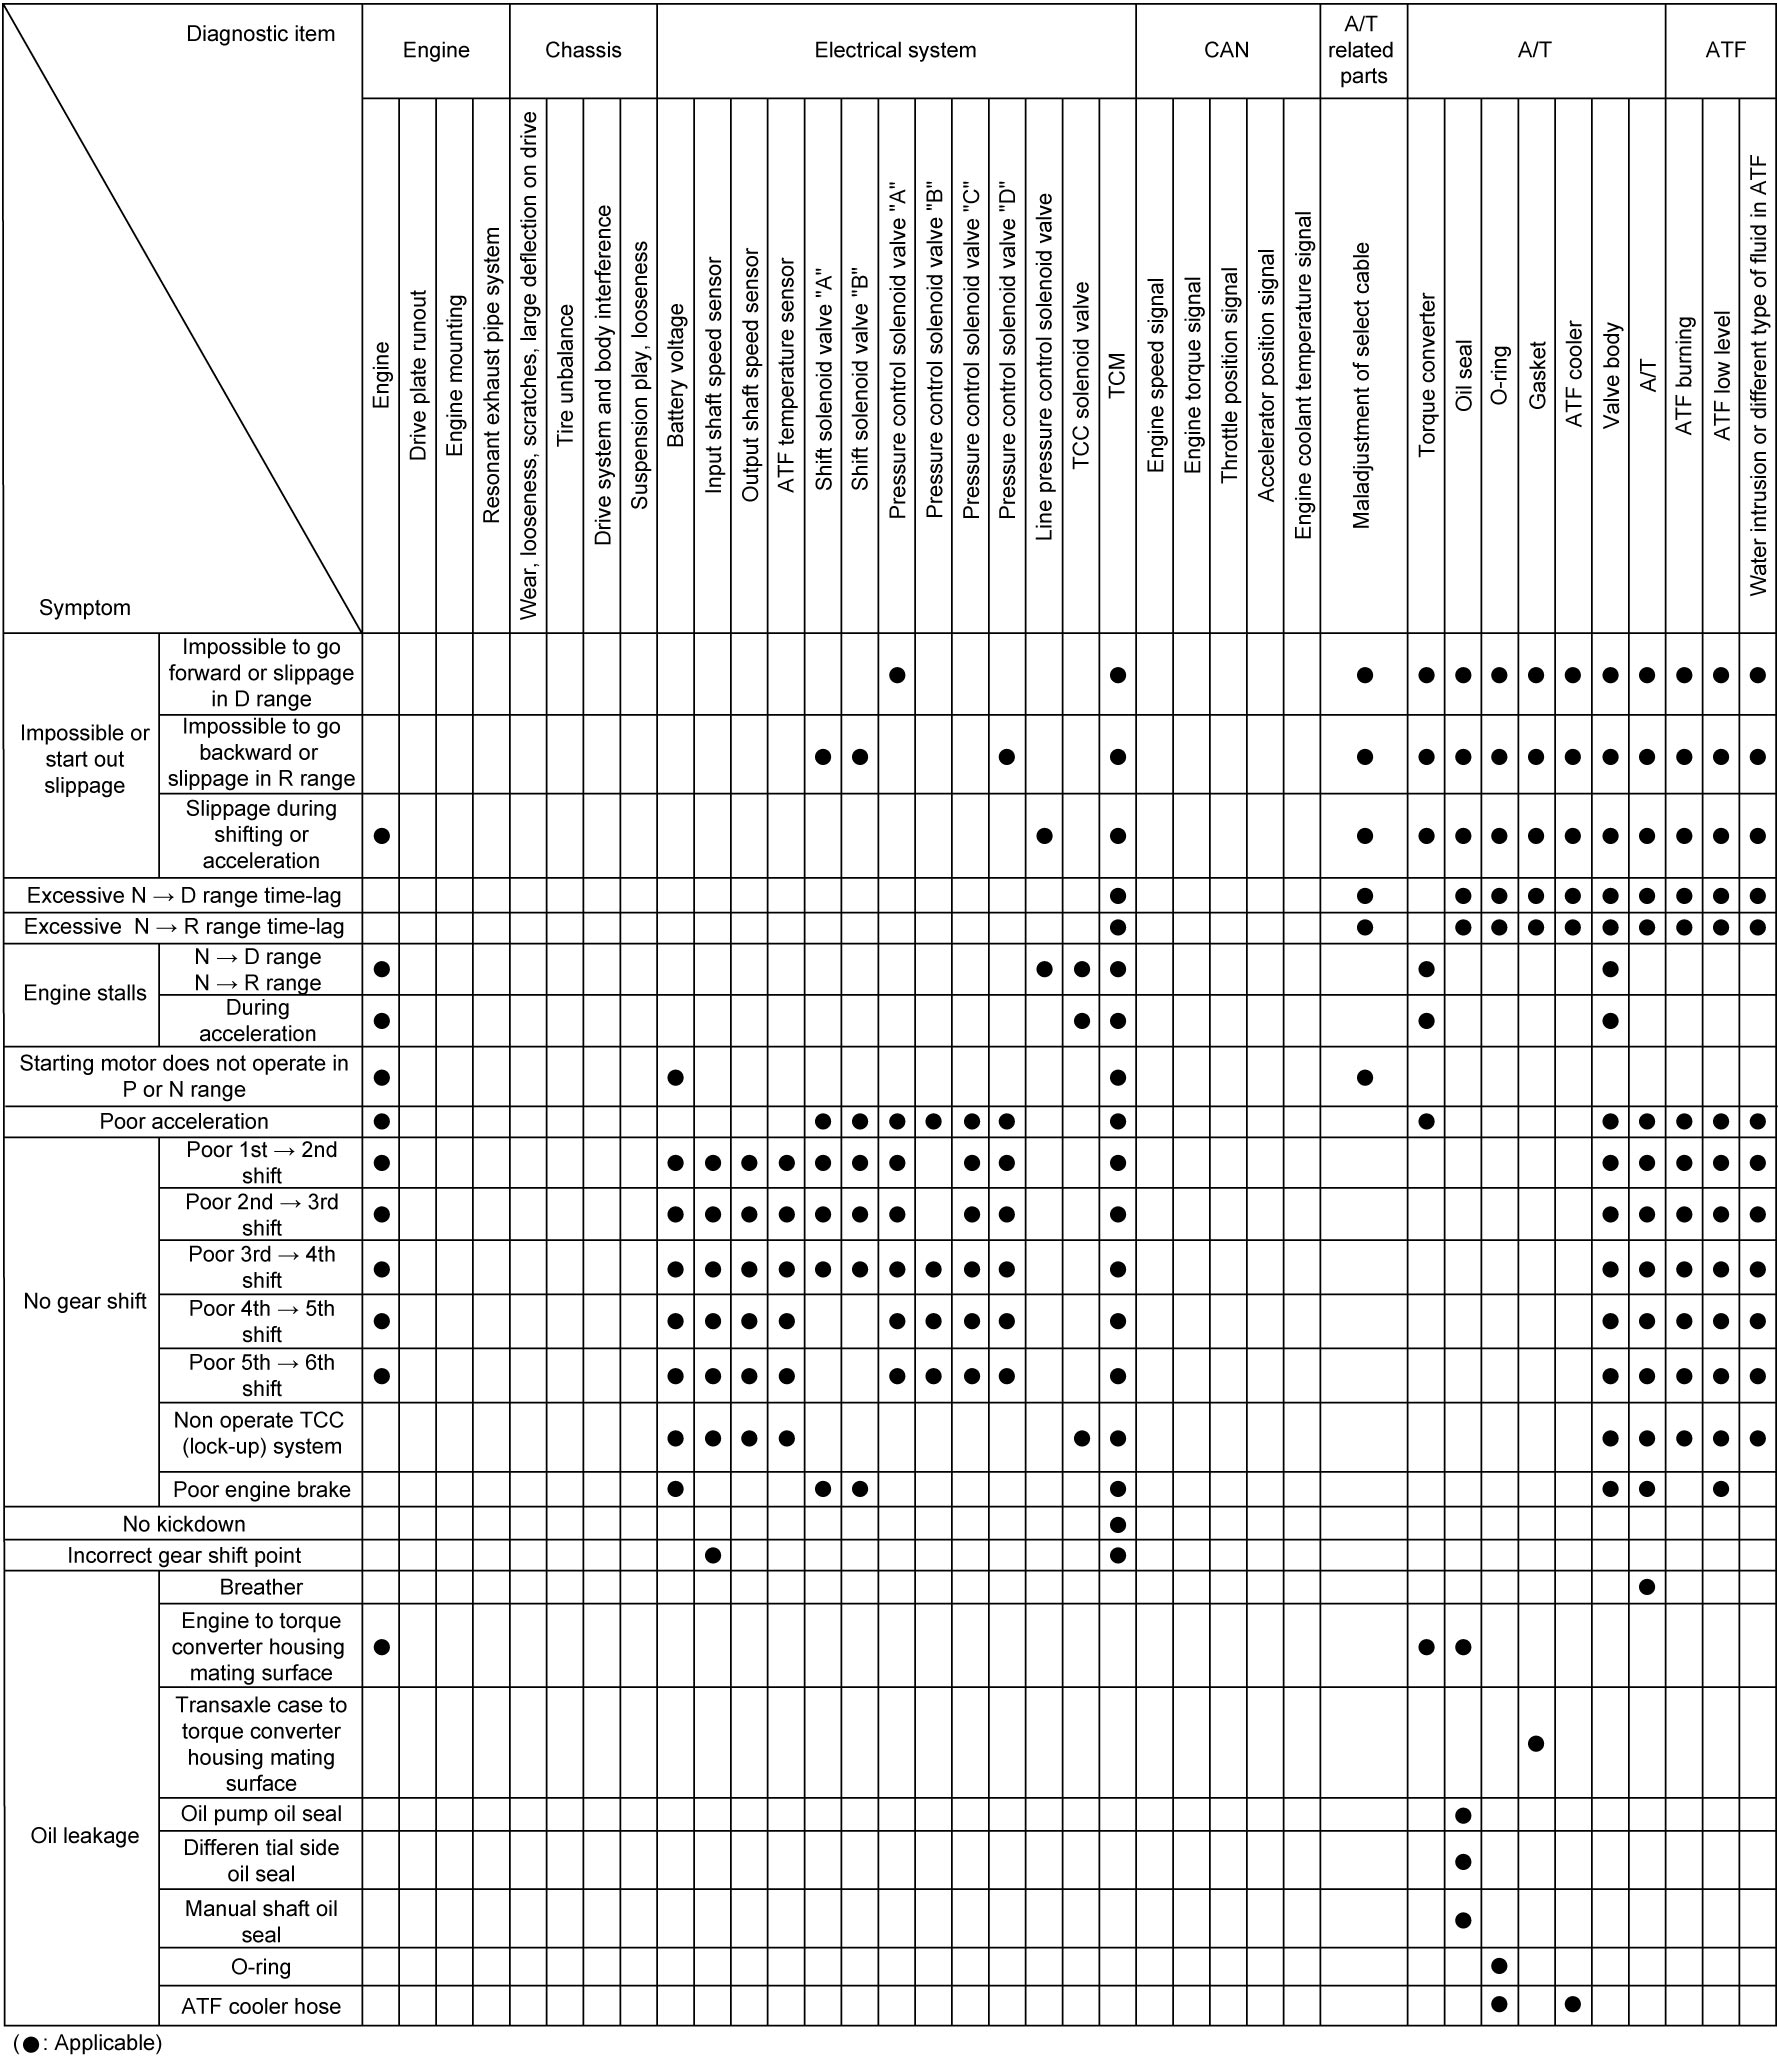 Diagnostic item
Symptom
Engine
Chassis
Electrical system
CAN
A/T
related
parts
A/T
ATF
Engine
Drive plate runout
Engine mounting
Resonant exhaust pipe system
Wear, looseness, scratches, large deflection on drive
Tire unbalance
Drive system and body interference
Suspension play, looseness
Battery voltage
Input shaft speed sensor
Output shaft speed sensor
ATF temperature sensor
Shift solenoid valve "A"
Shift solenoid valve "B"
Pressure control solenoid valve "A"
Pressure control solenoid valve "B"
Pressure control solenoid valve "C"
Pressure control solenoid valve "D"
Line pressure control solenoid valve
TCC solenoid valve
TCM
Engine speed signal
Engine torque signal
Throttle position signal
Accelerator position signal
Engine coolant temperature signal
Maladjustment of select cable
Torque converter
Oil seal
O-ring
Gasket
ATF cooler
Valve body
A/T
ATF burning
ATF low level
Water intrusion or different type of fluid in ATF
Impossible or
start out
slippage
Impossible to go
forward or slippage
in D range
● ● ● ● ● ● ● ● ● ● ● ● ●
Impossible to go
backward or
slippage in R range
● ● ● ● ● ● ● ● ● ● ● ● ● ● ●
Slippage during
shifting or
acceleration
● ● ● ● ● ● ● ● ● ● ● ● ● ●
Excessive N → D range time-lag
● ● ● ● ● ● ● ● ● ● ●
Excessive N → R range time-lag
● ● ● ● ● ● ● ● ● ● ●
Engine stalls
N → D range
N → R range
● ● ● ● ● ●
During
acceleration
● ● ● ● ●
Starting motor does not operate in
P or N range
● ● ● ●
Poor acceleration
● ● ● ● ● ● ● ● ● ● ● ● ● ●
No gear shift
Poor 1st → 2nd
shift
● ● ● ● ● ● ● ● ● ● ● ● ● ● ● ●
Poor 2nd → 3rd
shift
● ● ● ● ● ● ● ● ● ● ● ● ● ● ● ●
Poor 3rd → 4th
shift
● ● ● ● ● ● ● ● ● ● ● ● ● ● ● ● ●
Poor 4th → 5th
shift
● ● ● ● ● ● ● ● ● ● ● ● ● ● ●
Poor 5th → 6th
shift
● ● ● ● ● ● ● ● ● ● ● ● ● ● ●
Non operate TCC
(lock-up) system
● ● ● ● ● ● ● ● ● ● ●
Poor engine brake
● ● ● ● ● ● ●
No kickdown
●
Incorrect gear shift point
● ●
Oil leakage
Breather
●
Engine to torque
converter housing
mating surface
● ● ●
Transaxle case to
torque converter
housing mating
surface
●
Oil pump oil seal
●
Differen tial side
oil seal
●
Manual shaft oil
seal
●
O-ring
●
ATF cooler hose
● ●
(●: Applicable)